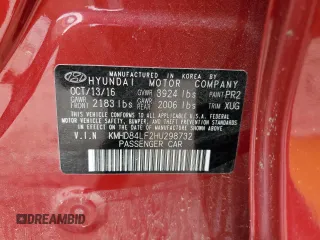 MANUFACTURED IN KOREA BY
HYUNDAI MOTOR COMPANY
OCT/13/16 GVWR 3924 lbs PAINT PR2
GAWR FRONT 2183 lbs GAWR REAR 2006 lbs TRIM XUG
THIS VEHICLE CONFORMS TO ALL APPLICABLE U.S.A. FEDERAL
MOTOR VEHICLE SAFETY, BUMPER, AND THEFT PREVENTION STANDARDS
IN EFFECT ON THE DATE OF MANUFACTURE SHOWN ABOVE.
V.I.N KMHD84LF2HU298732
PASSENGER CAR
DREAMBID